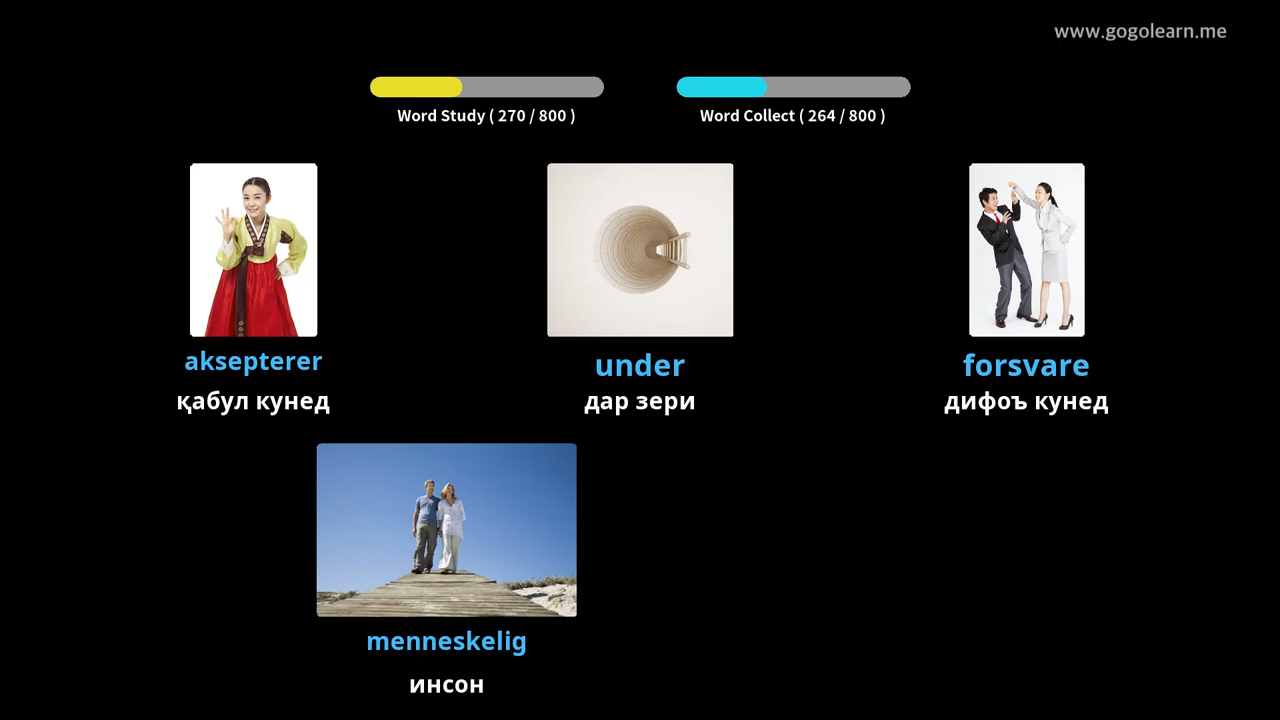 www.gogolearn.me
Word Study ( 270 / 800 )
Word Collect ( 264 / 800 )
aksepterer
қабул кунед
under
дар зери
forsvare
дифоъ кунед
menneskelig
инсон